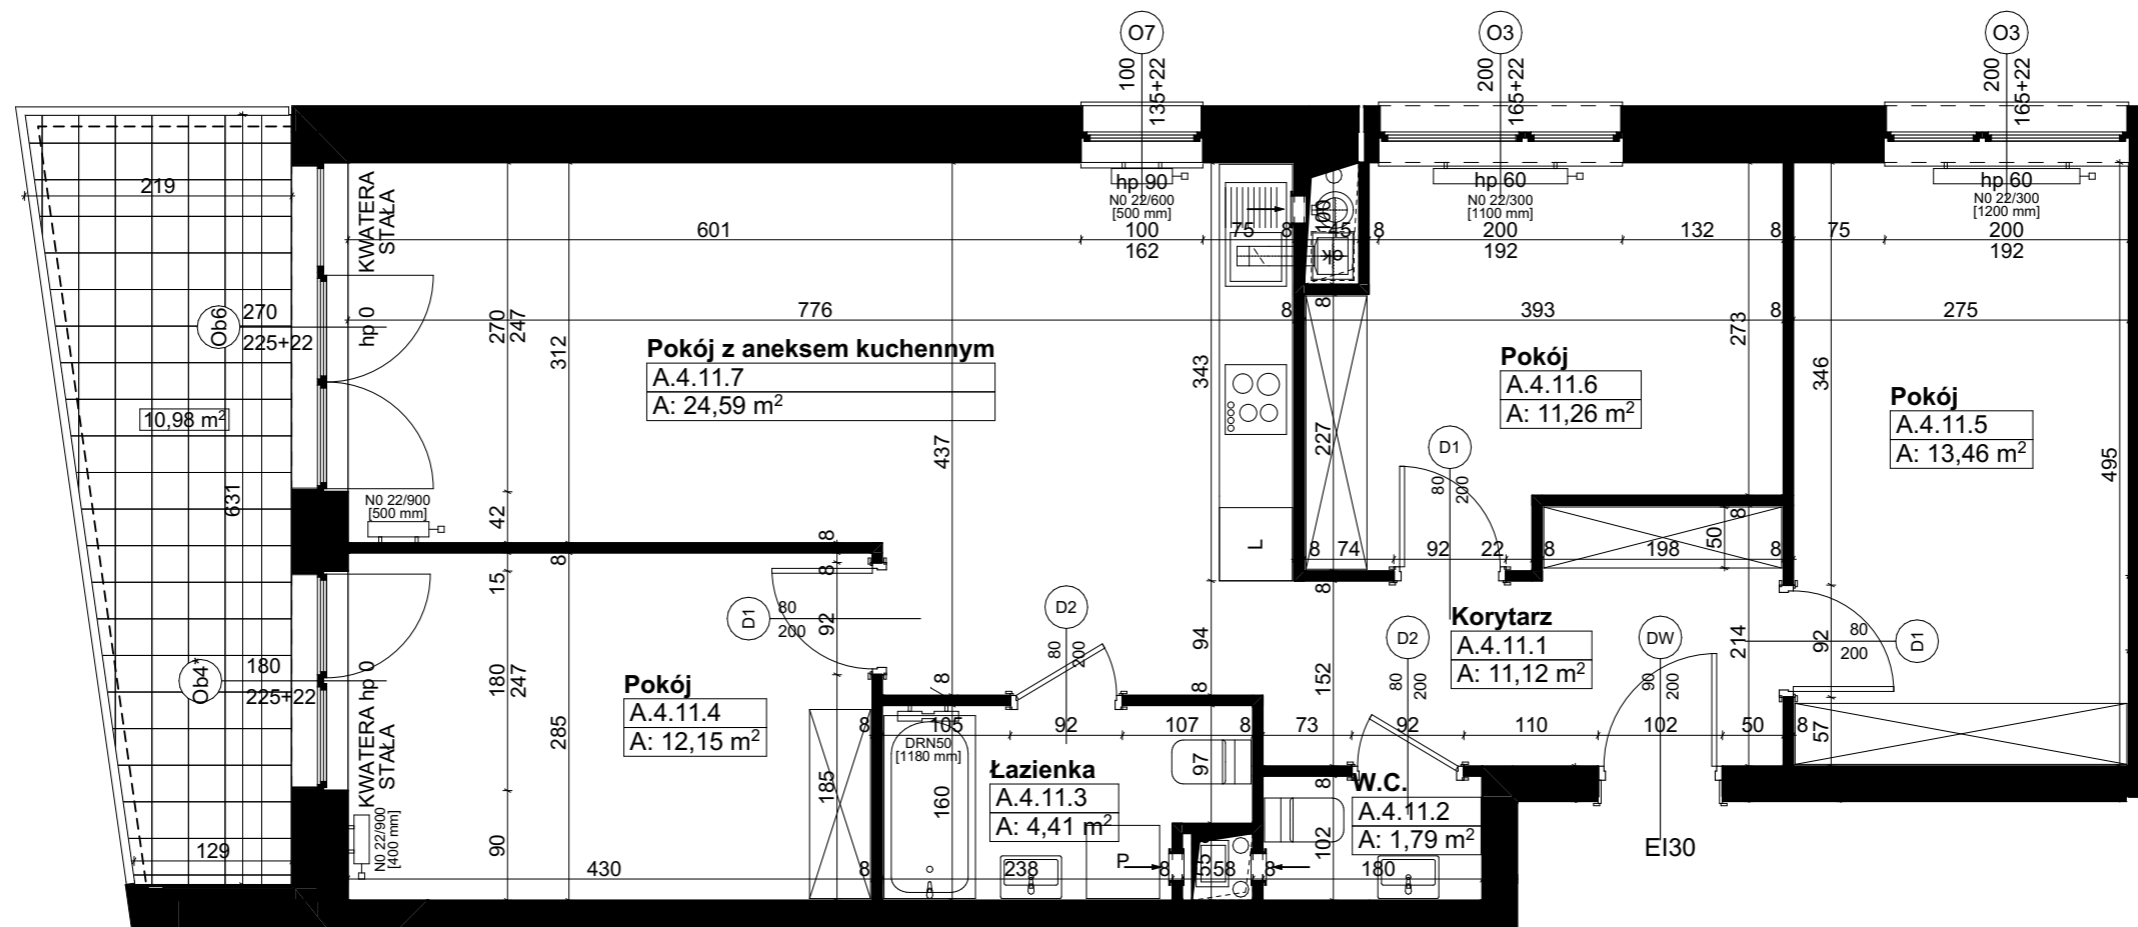 O7
O3
O3
100
135+22
200
165+22
200
165+22
219
KWATERA
STAŁA
hp 90
N0 22/600
[500 mm]
hp 60
N0 22/300
[1100 mm]
hp 60
N0 22/300
[1200 mm]
100
601
100
75
8
45
8
200
132
8
75
200
162
192
192
dk
Ob6
270
225+22
hp 0
270
247
312
776
8
8
393
8
273
275
343
346
Pokój z aneksem kuchennym
A.4.11.7
A: 24,59 m²
Pokój
A.4.11.6
A: 11,26 m²
Pokój
A.4.11.5
A: 13,46 m²
10,98 m²
437
227
D1
80
200
495
631
N0 22/900
[500 mm]
42
8
8
8
15
L
8
74
92
22
8
198
50
8
8
D1
80
200
92
D2
80
200
94
8
152
D2
80
200
Korytarz
A.4.11.1
A: 11,12 m²
DW
90
200
214
92
80
200
D1
Ob4*
180
225+22
KWATERA hp 0
STAŁA
180
247
285
Pokój
A.4.11.4
A: 12,15 m²
8
8
8
105
92
107
8
73
92
110
102
50
8
57
DRN50
[1180 mm]
185
160
Łazienka
A.4.11.3
A: 4,41 m²
97
8
W.C.
A.4.11.2
A: 1,79 m²
102
EI30
129
N0 22/900
[400 mm]
90
430
8
238
P
8
55
58
8
180